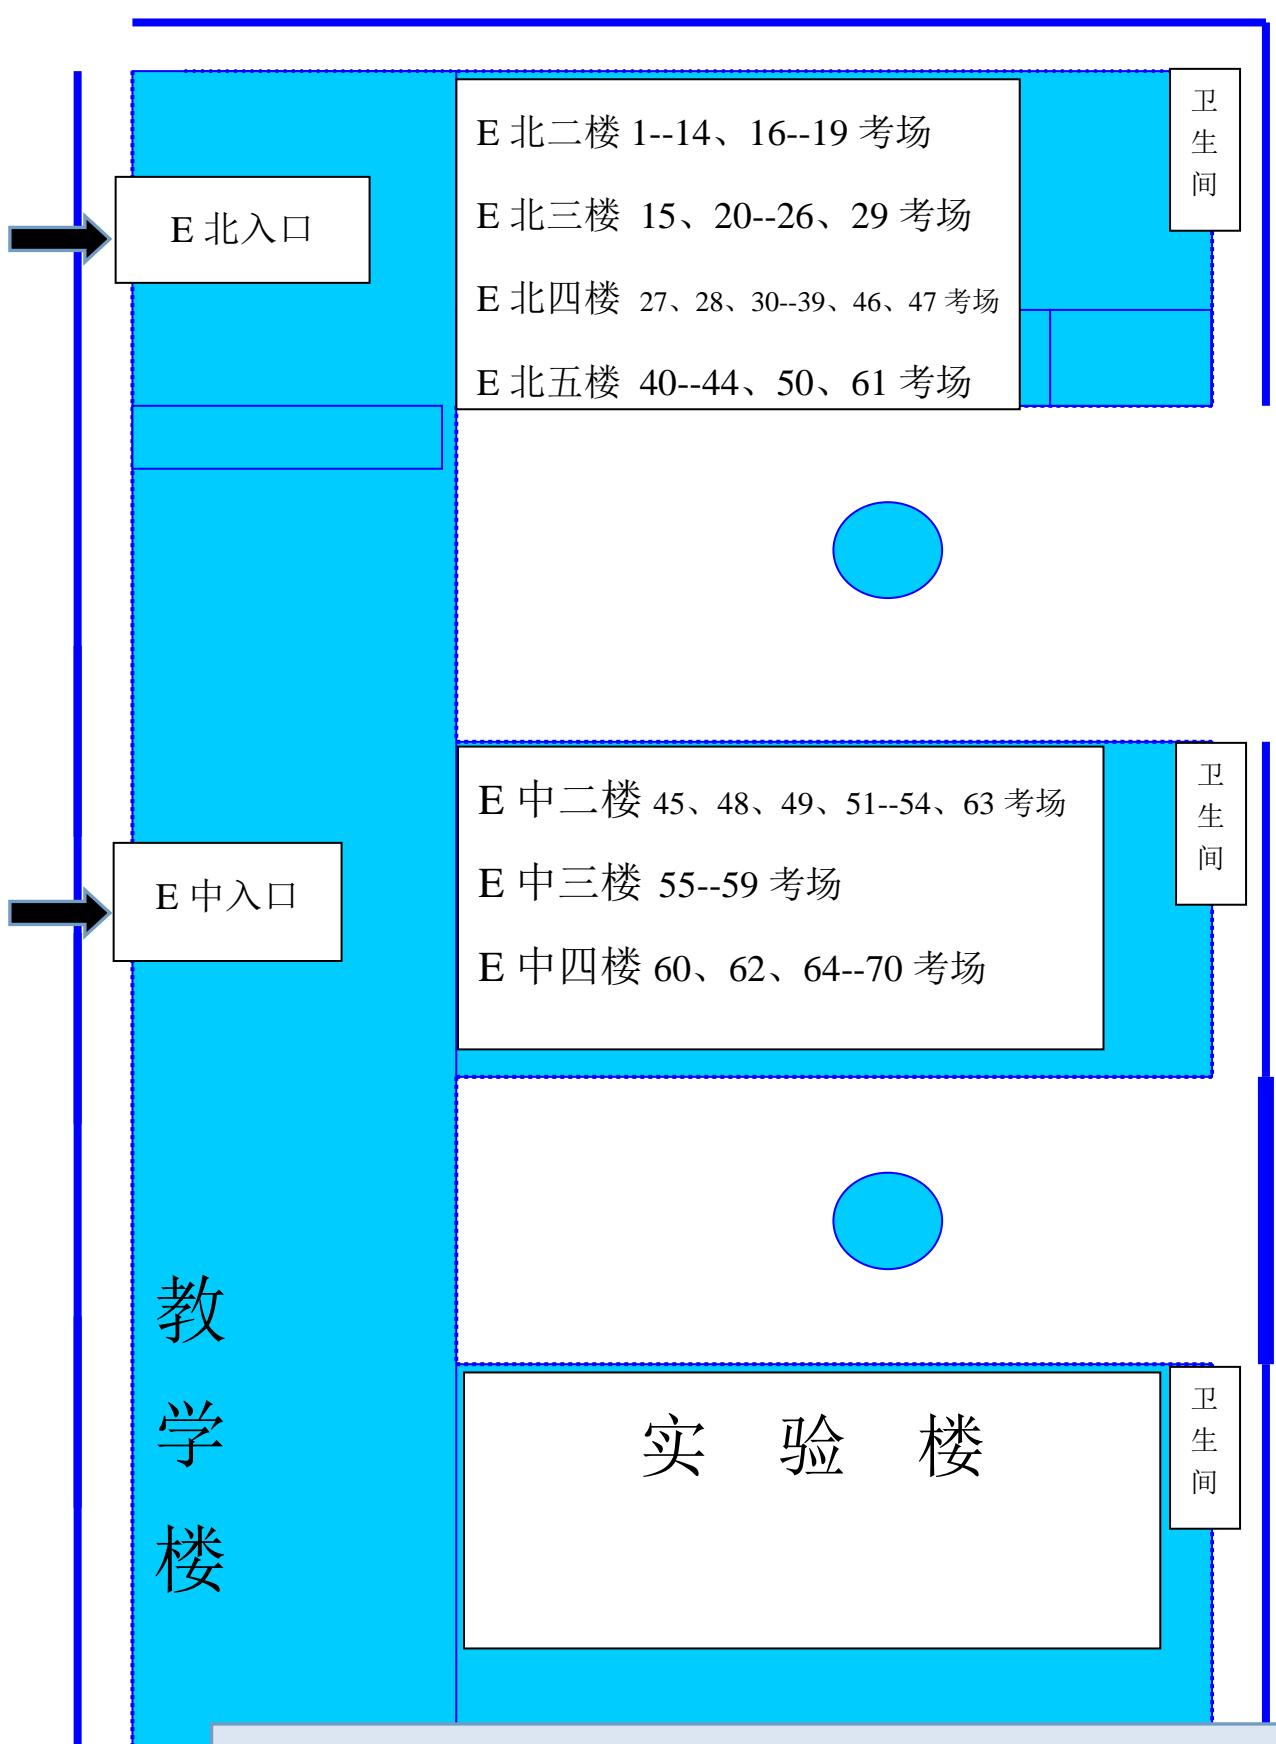 E 北二楼 1--14、16--19 考场
E 北三楼 15、20--26、29 考场
E 北四楼 27、28、30--39、46、47 考场
E 北五楼 40--44、50、61 考场
卫生间
E 北入口
E 中二楼 45、48、49、51--54、63 考场
E 中三楼 55--59 考场
E 中四楼 60、62、64--70 考场
卫生间
E 中入口
教学楼
实 验 楼
卫生间